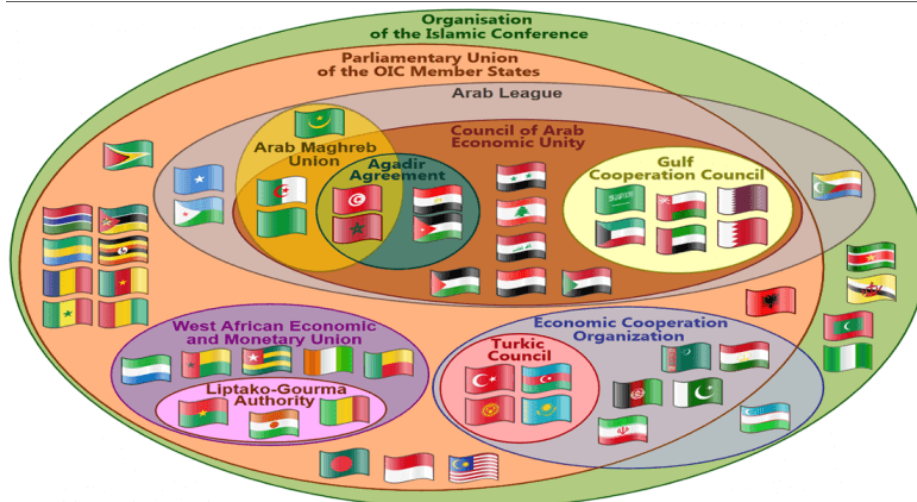 Organisation
of the Islamic Conference
Parliamentary Union
of the OIC Member States
Arab League
Council of Arab
Economic Unity
Arab Maghreb
Union
Agadir
Agreement
Gulf
Cooperation Council
West African Economic
and Monetary Union
Liptako-Gourma
Authority
Economic Cooperation
Organization
Turkic
Council